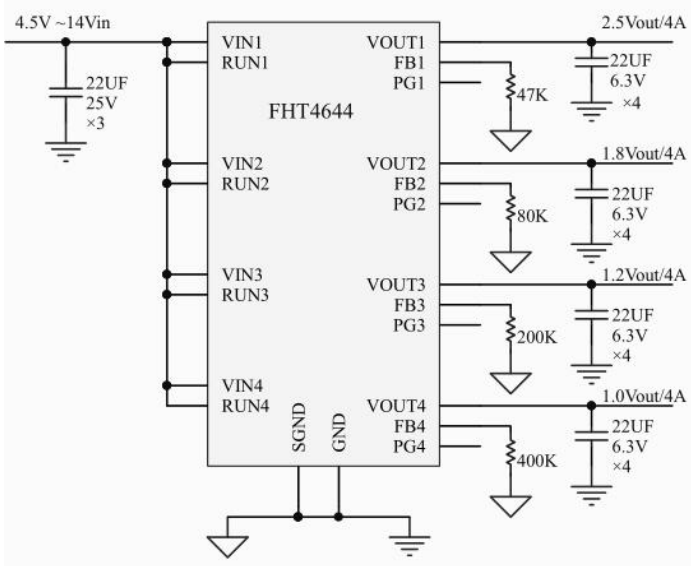 4.5V ~14Vin
2.5Vout/4A
VIN1
VOUT1
RUN1
FB1
PG1
22UF
25V
×3
22UF
6.3V
×4
47K
FHT4644
1.8Vout/4A
VIN2
VOUT2
RUN2
FB2
PG2
22UF
6.3V
×4
80K
1.2Vout/4A
VIN3
VOUT3
RUN3
FB3
PG3
22UF
6.3V
×4
200K
1.0Vout/4A
VIN4
VOUT4
RUN4
FB4
PG4
22UF
6.3V
×4
400K
SGND
GND